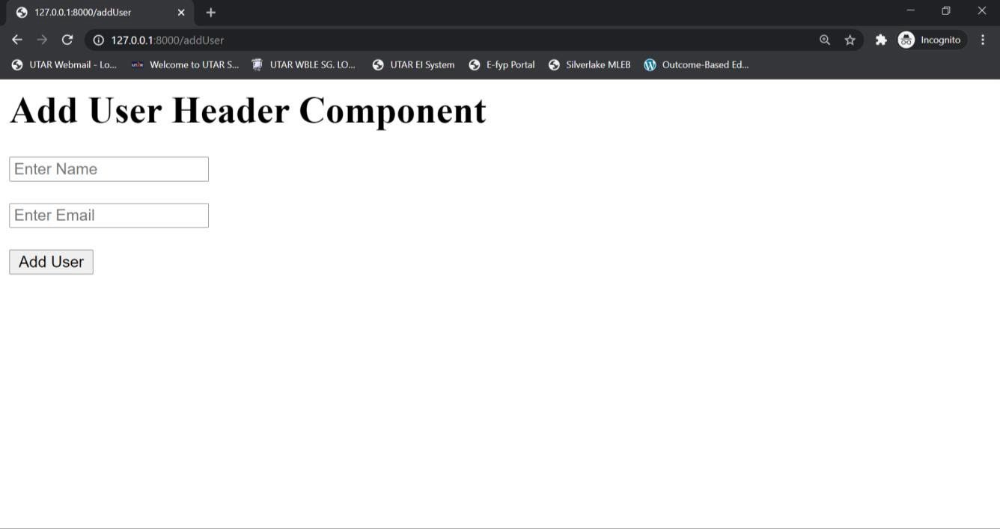 127.0.0.1:8000/addUser
127.0.0.1:8000/addUser Incognito
UTAR Webmail - Lo... Welcome to UTAR S... UTAR WBLE SG. LO... UTAR EI System E-fyp Portal Silverlake MLEB Outcome-Based Ed...
Add User Header Component
Enter Name
Enter Email
Add User